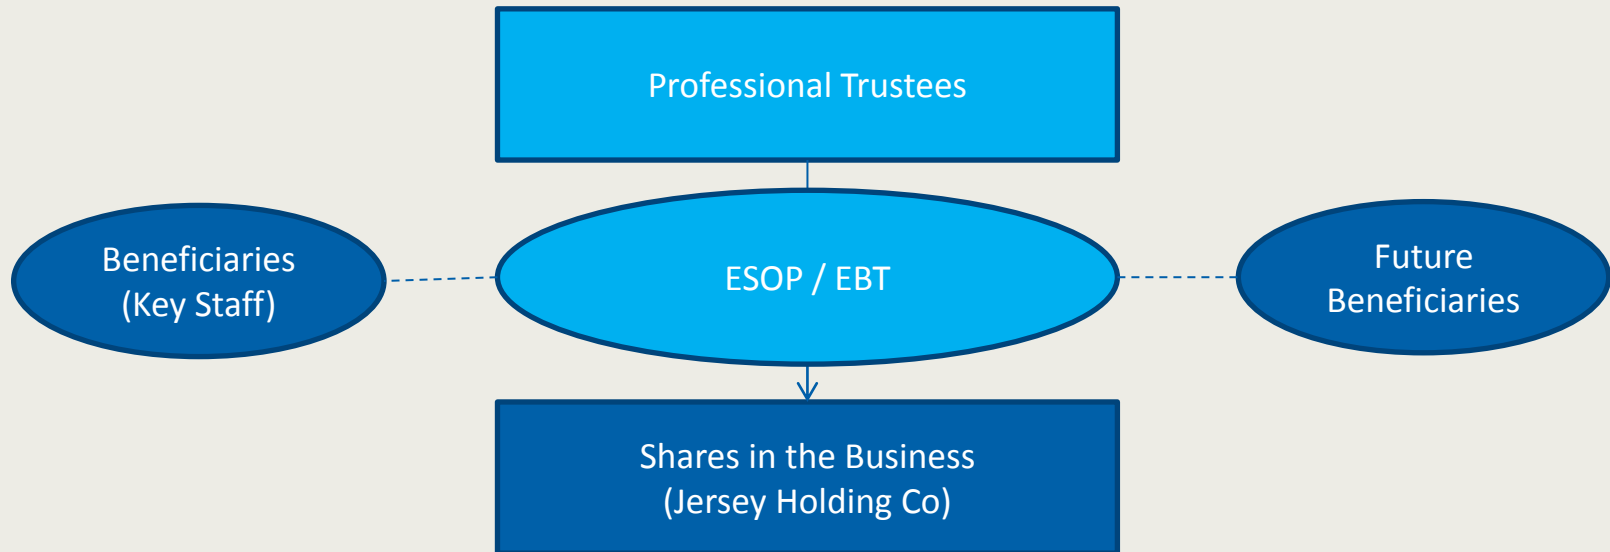 Professional Trustees
Beneficiaries
(Key Staff)
ESOP / EBT
Future
Beneficiaries
Shares in the Business
(Jersey Holding Co)